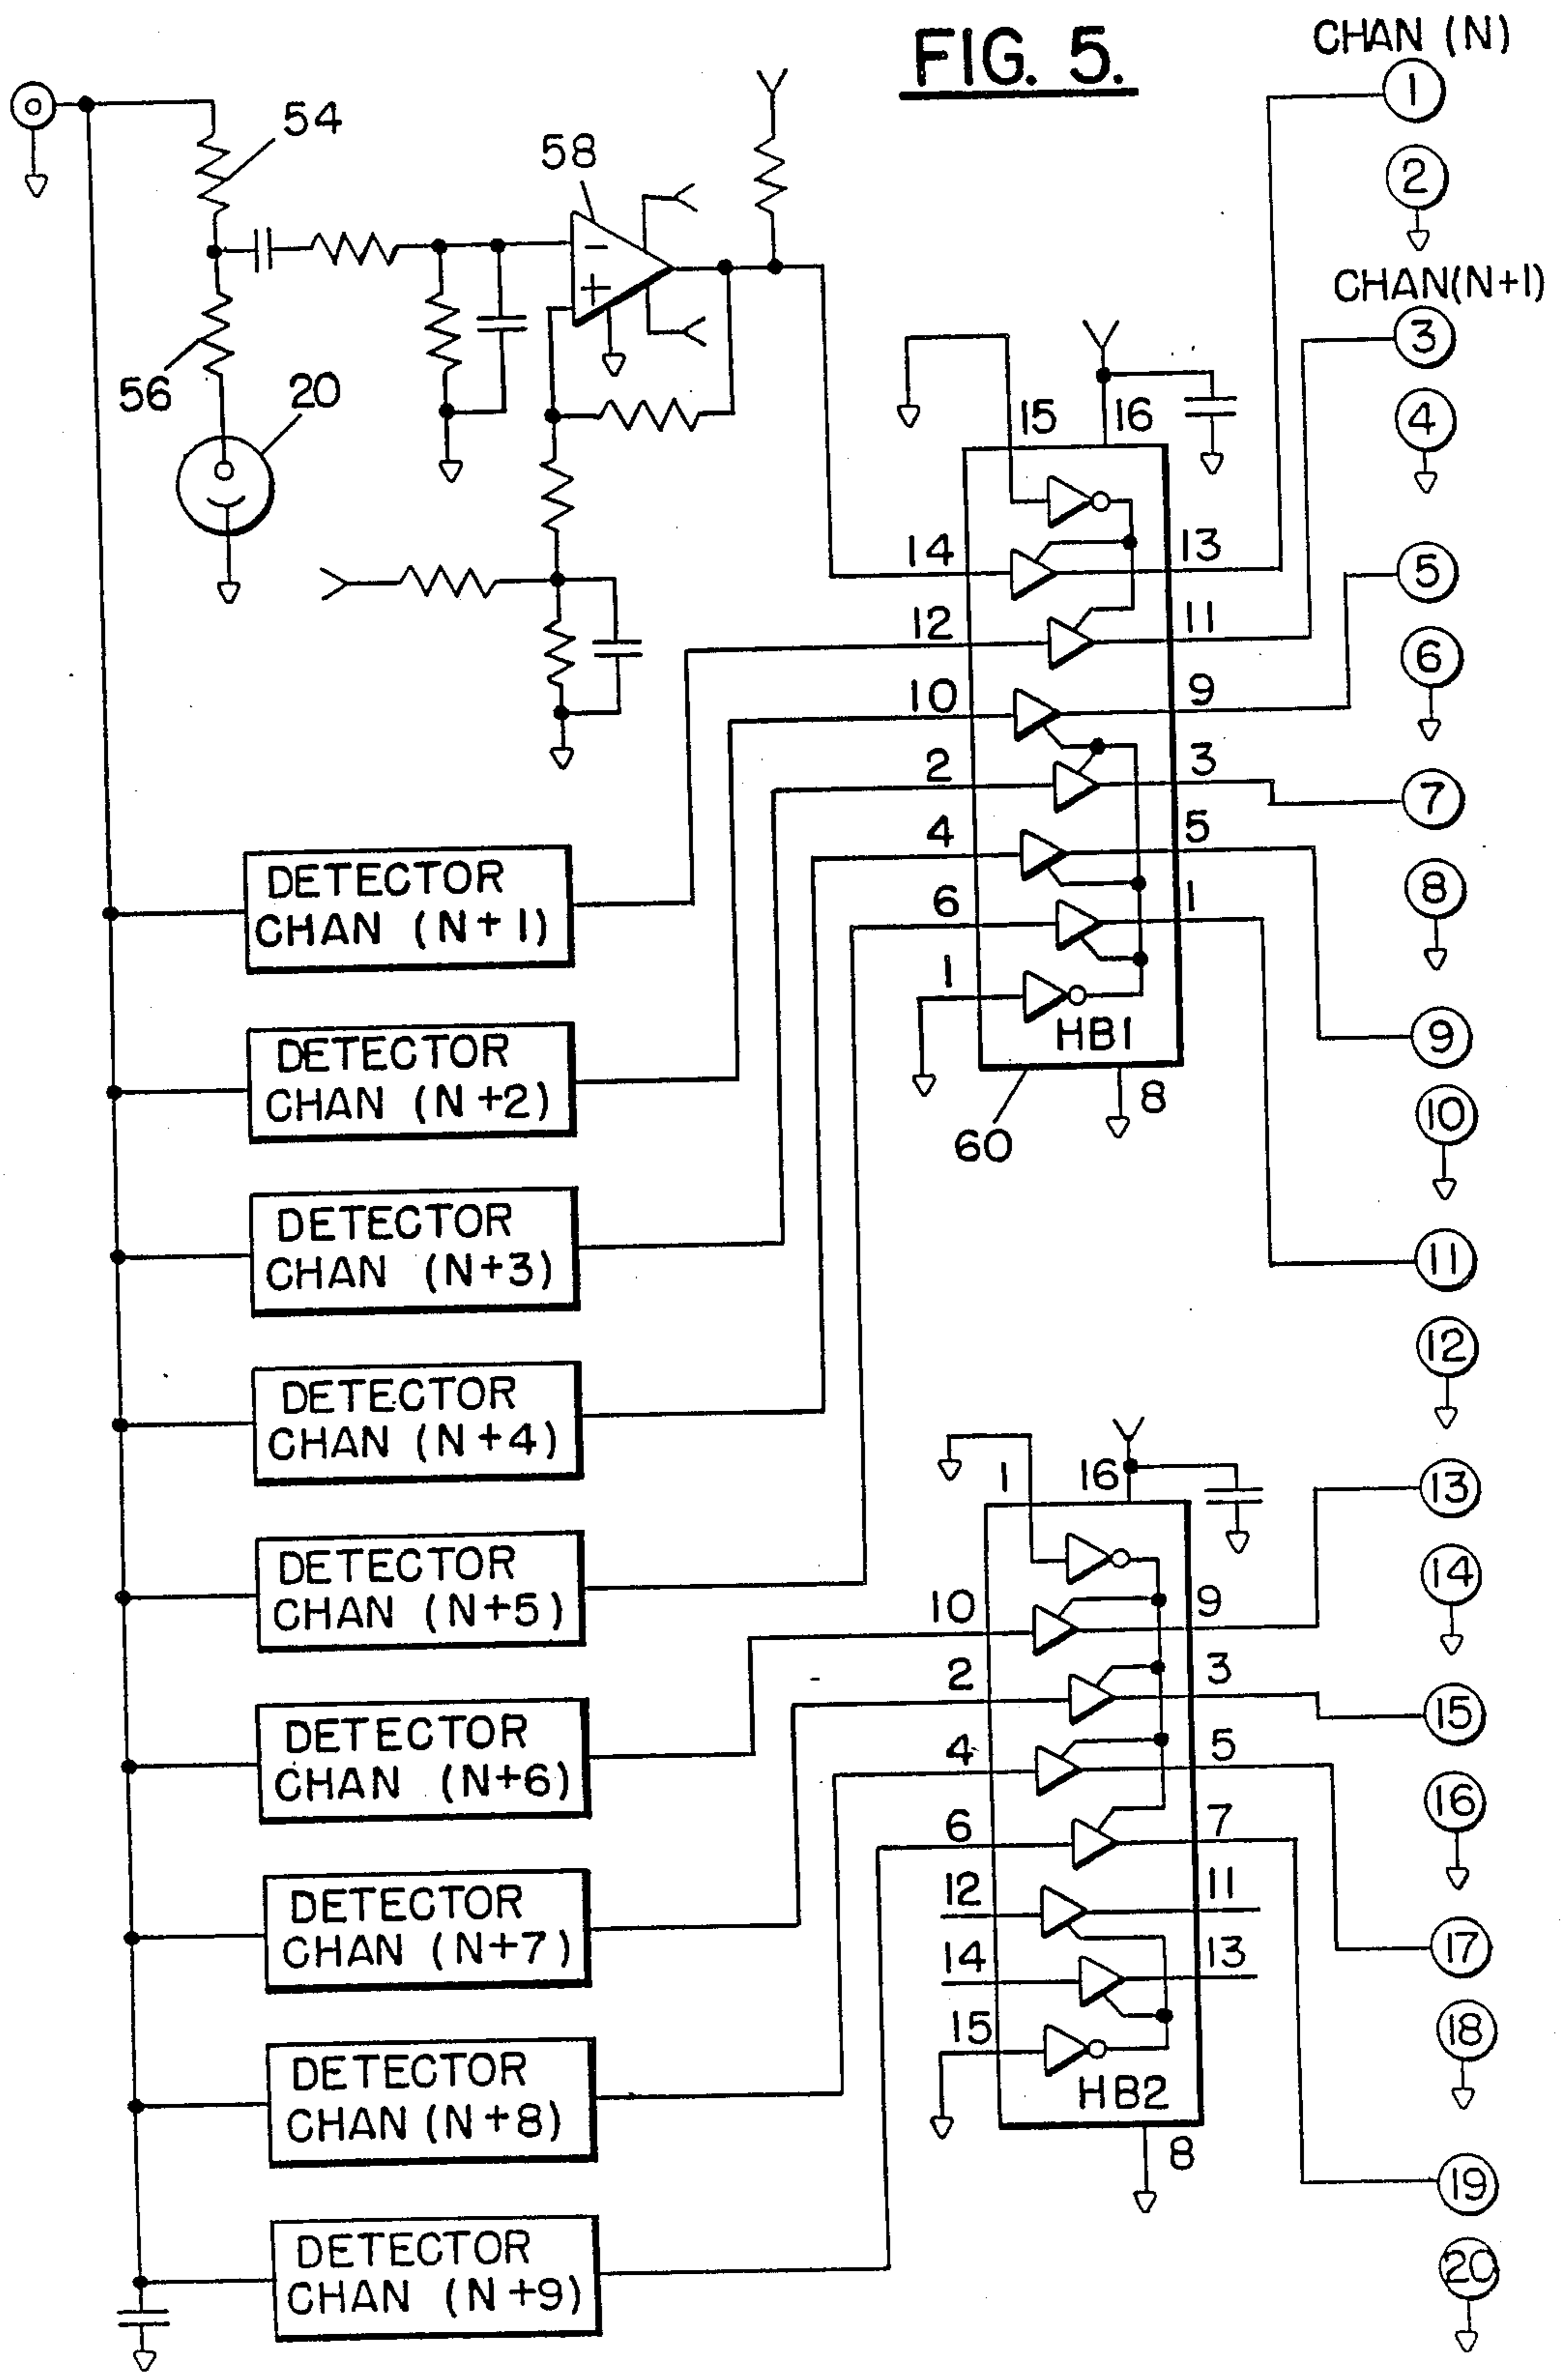 FIG. 5.
CHAN (N)
1
2
CHAN(N+1)
3
4
5
6
7
8
9
10
11
12
13
14
15
16
17
18
19
20
54
58
56
20
15
16
14
13
12
11
10
9
2
3
4
5
6
1
1
HB1
8
60
DETECTOR
CHAN (N+1)
DETECTOR
CHAN (N+2)
DETECTOR
CHAN (N+3)
DETECTOR
CHAN (N+4)
DETECTOR
CHAN (N+5)
DETECTOR
CHAN (N+6)
DETECTOR
CHAN (N+7)
DETECTOR
CHAN (N+8)
DETECTOR
CHAN (N+9)
1
16
10
9
2
3
4
5
6
7
12
11
14
13
15
HB2
8